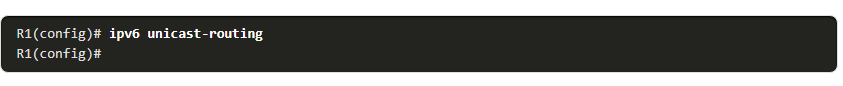 R1(config)# ipv6 unicast-routing
R1(config)#